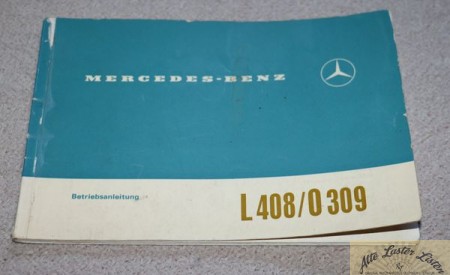 MERCEDES-BENZ
Betriebsanleitung
L 408/O 309
Alte Laster Listen